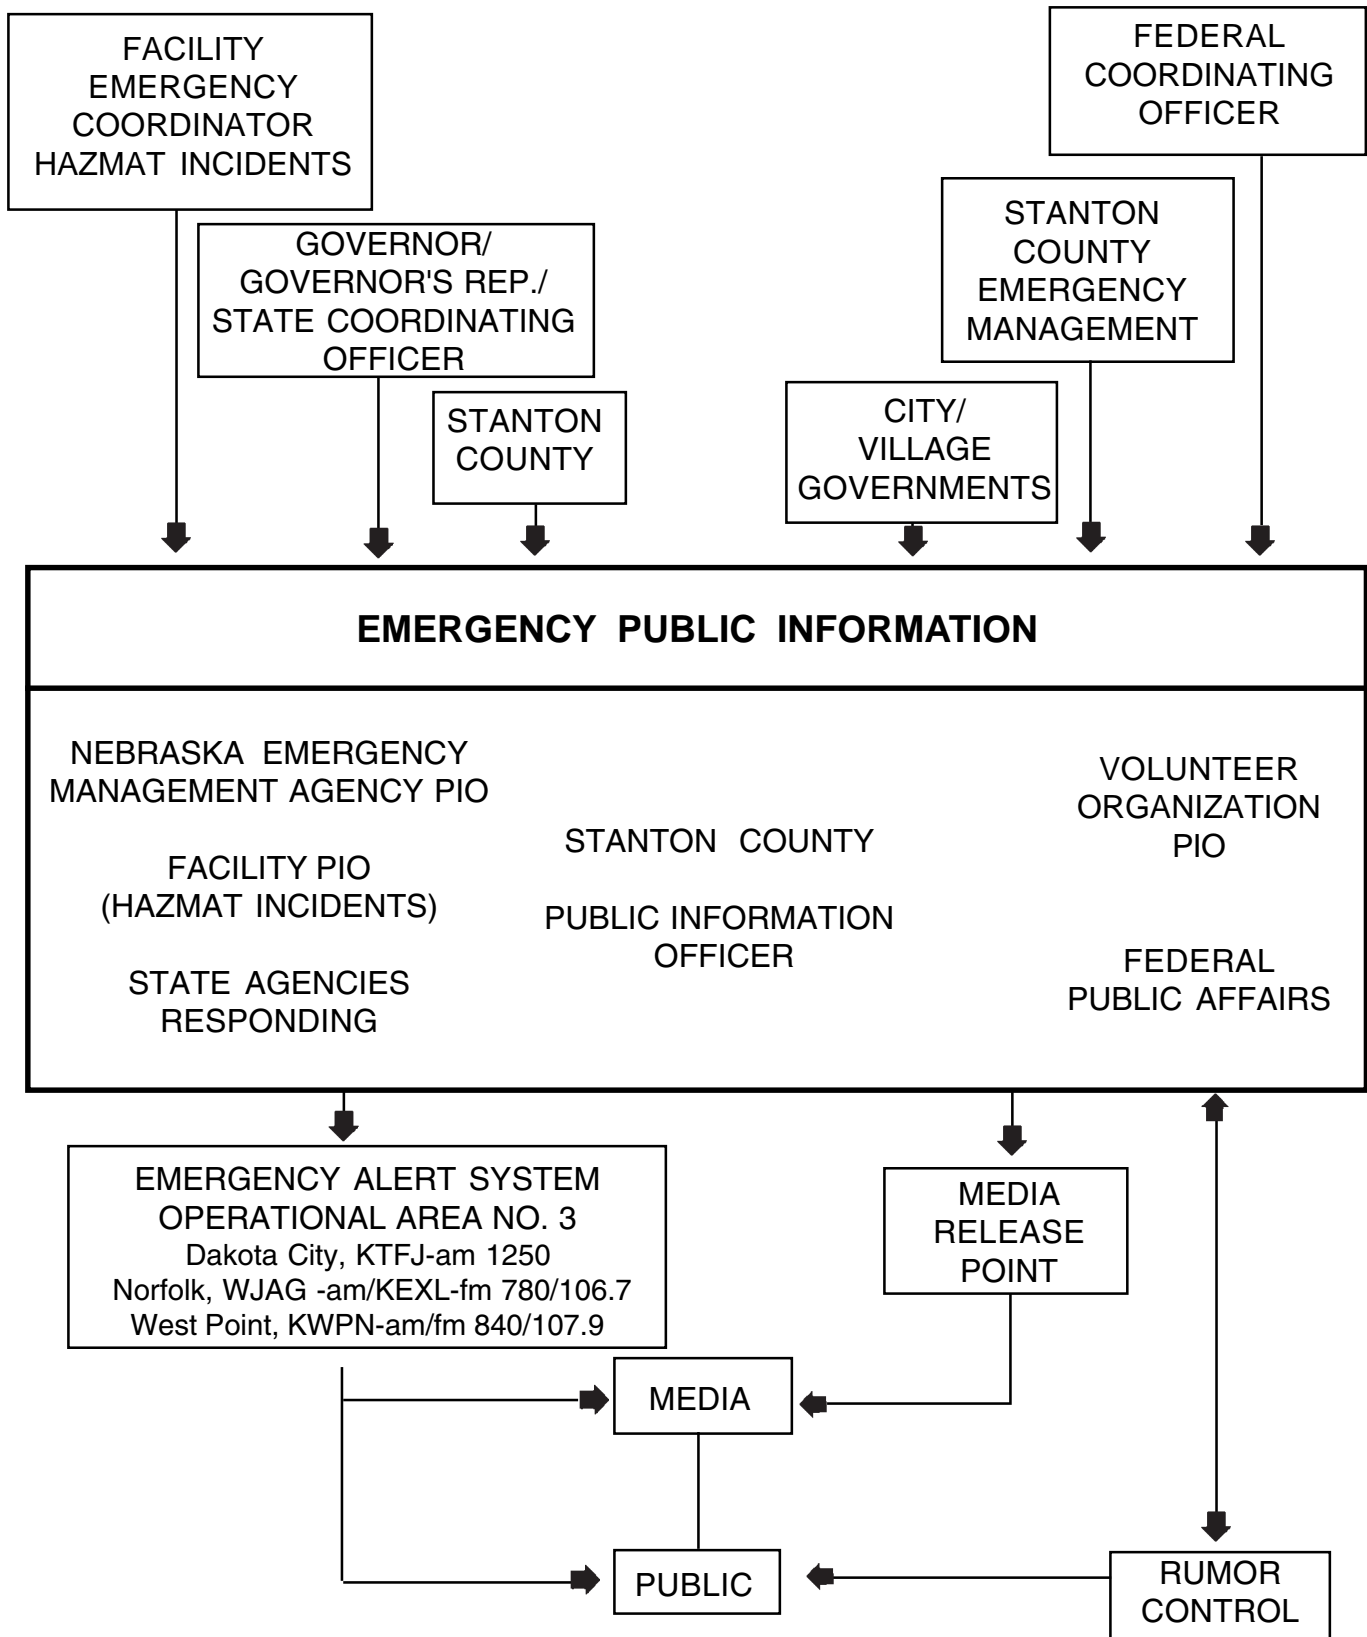 FACILITY
EMERGENCY
COORDINATOR
HAZMAT INCIDENTS
FEDERAL
COORDINATING
OFFICER
GOVERNOR/
GOVERNOR'S REP./
STATE COORDINATING
OFFICER
STANTON
COUNTY
EMERGENCY
MANAGEMENT
STANTON
COUNTY
CITY/
VILLAGE
GOVERNMENTS
EMERGENCY PUBLIC INFORMATION
NEBRASKA EMERGENCY
MANAGEMENT AGENCY PIO
FACILITY PIO
(HAZMAT INCIDENTS)
STATE AGENCIES
RESPONDING
STANTON COUNTY
PUBLIC INFORMATION
OFFICER
VOLUNTEER
ORGANIZATION
PIO
FEDERAL
PUBLIC AFFAIRS
EMERGENCY ALERT SYSTEM
OPERATIONAL AREA NO. 3
Dakota City, KTFJ-am 1250
Norfolk, WJAG -am/KEXL-fm 780/106.7
West Point, KWPN-am/fm 840/107.9
MEDIA
RELEASE
POINT
MEDIA
PUBLIC
RUMOR
CONTROL